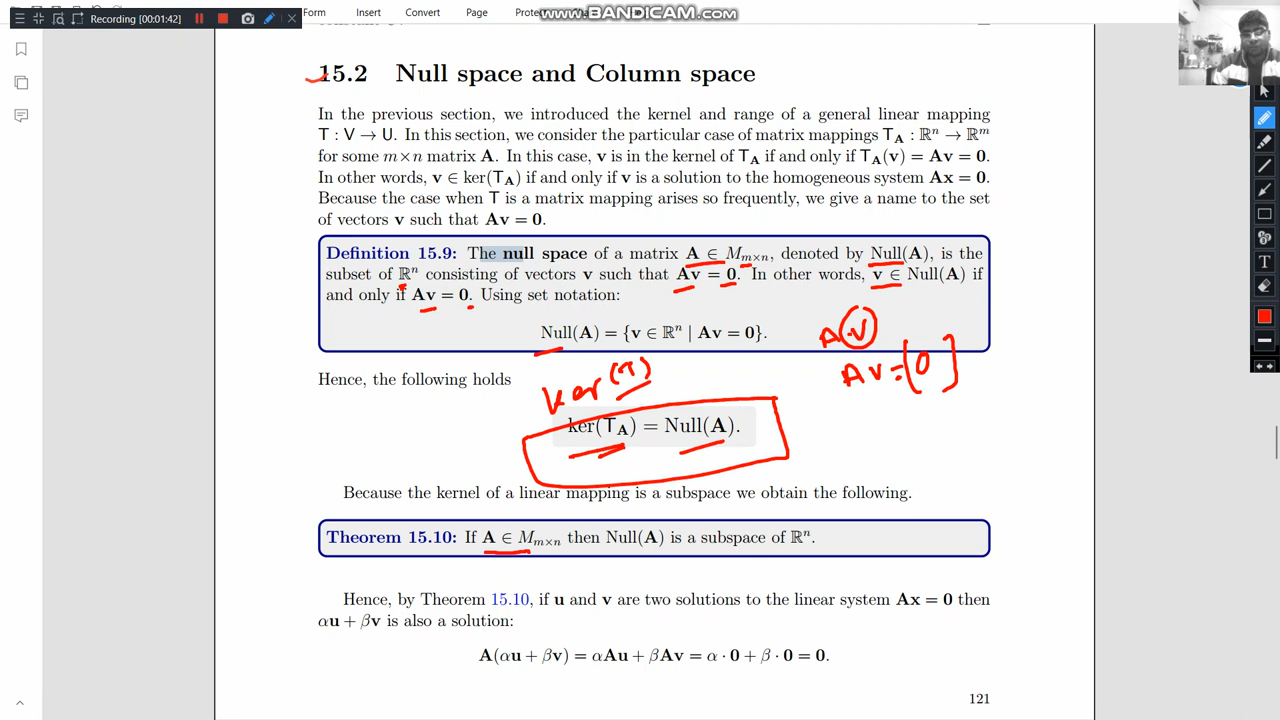 Recording [00:01:42]
Form Insert Convert Page Prote
www.BANDICAM.com
15.2 Null space and Column space
In the previous section, we introduced the kernel and range of a general linear mapping
T : V → U. In this section, we consider the particular case of matrix mappings T_A : ℝⁿ → ℝᵐ
for some m×n matrix A. In this case, v is in the kernel of T_A if and only if T_A(v) = Av = 0.
In other words, v ∈ ker(T_A) if and only if v is a solution to the homogeneous system Ax = 0.
Because the case when T is a matrix mapping arises so frequently, we give a name to the set
of vectors v such that Av = 0.
Definition 15.9: The null space of a matrix A ∈ M_{m×n}, denoted by Null(A), is the
subset of ℝⁿ consisting of vectors v such that Av = 0. In other words, v ∈ Null(A) if
and only if Av = 0. Using set notation:
Null(A) = {v ∈ ℝⁿ | Av = 0}.
A(v)
Av = [0]
Hence, the following holds
ker(T)
ker(T_A) = Null(A).
Because the kernel of a linear mapping is a subspace we obtain the following.
Theorem 15.10: If A ∈ M_{m×n} then Null(A) is a subspace of ℝⁿ.
Hence, by Theorem 15.10, if u and v are two solutions to the linear system Ax = 0 then
αu + βv is also a solution:
A(αu + βv) = αAu + βAv = α · 0 + β · 0 = 0.
121